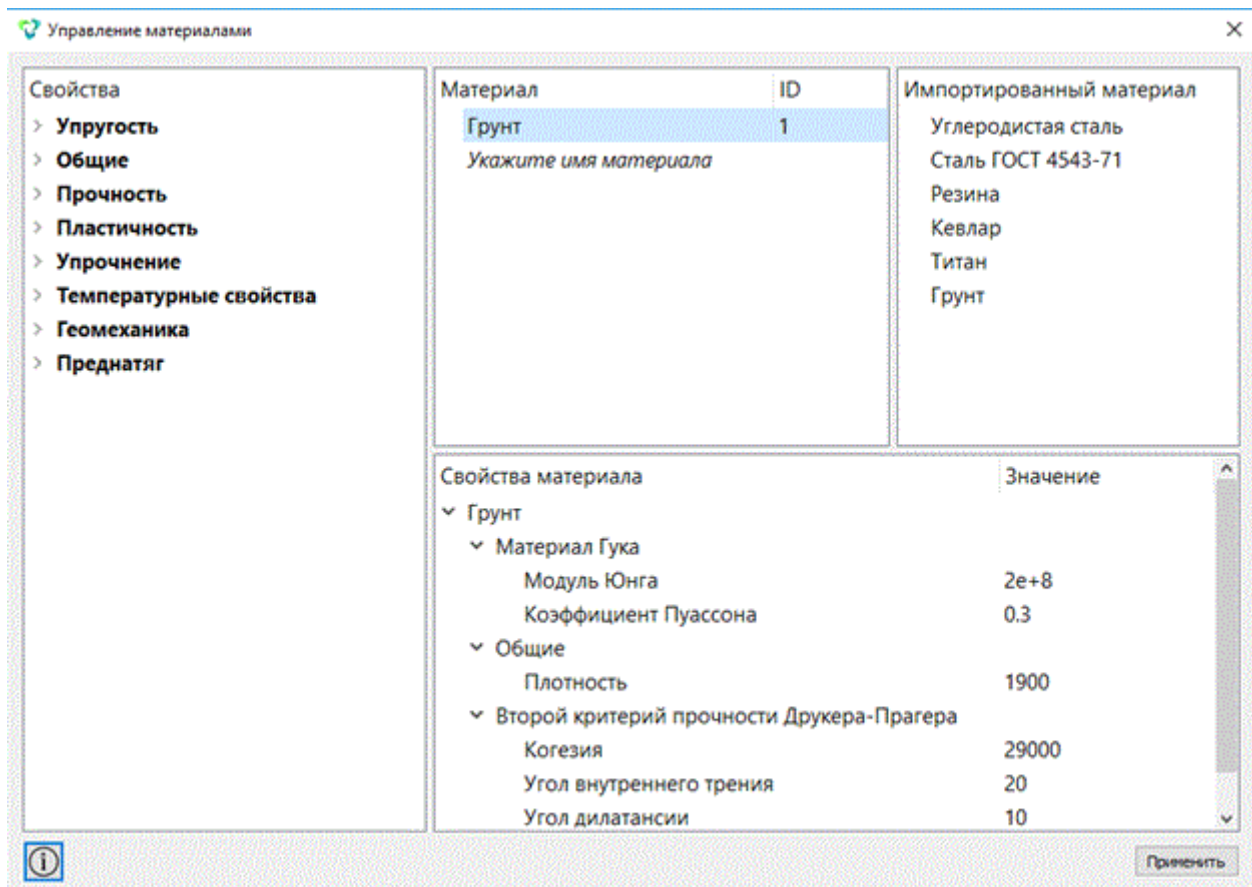 Управление материалами
Свойства
Упругость
Общие
Прочность
Пластичность
Упрочнение
Температурные свойства
Геомеханика
Преднатяг
Материал ID
Грунт 1
Укажите имя материала
Импортированный материал
Углеродистая сталь
Сталь ГОСТ 4543-71
Резина
Кевлар
Титан
Грунт
Свойства материала Значение
Грунт
Материал Гука
Модуль Юнга 2e+8
Коэффициент Пуассона 0.3
Общие
Плотность 1900
Второй критерий прочности Друкера-Прагера
Когезия 29000
Угол внутреннего трения 20
Угол дилатансии 10
Применить